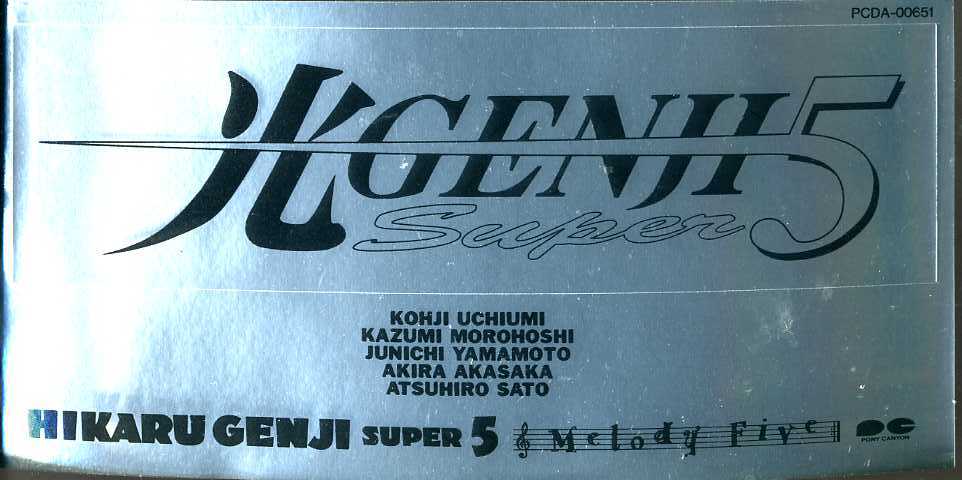 PCDA-00651
光GENJI
Super 5
KOHJI UCHIUMI
KAZUMI MOROHOSHI
JUNICHI YAMAMOTO
AKIRA AKASAKA
ATSUHIRO SATO
HIKARU GENJI SUPER 5 Melody Five
PONY CANYON